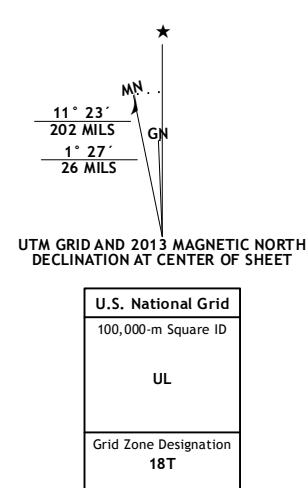 ★
MN
11° 23´
202 MILS
GN
1° 27´
26 MILS
UTM GRID AND 2013 MAGNETIC NORTH
DECLINATION AT CENTER OF SHEET
U.S. National Grid
100,000-m Square ID
UL
Grid Zone Designation
18T